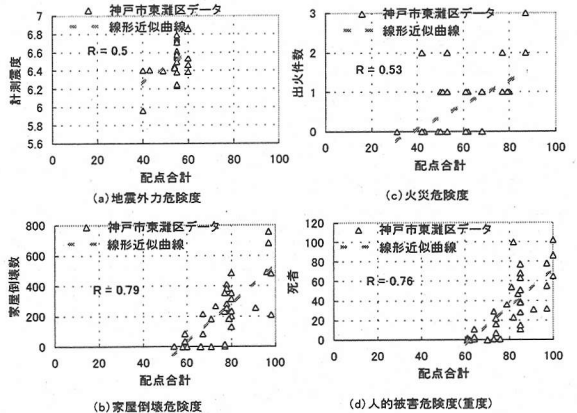 △ 神戸市東灘区データ
線形近似曲線
R = 0.5
計測震度
7
6.8
6.6
6.4
6.2
6
5.8
5.6
0 20 40 60 80 100
配点合計
(a)地震外力危険度
△ 神戸市東灘区データ
線形近似曲線
R = 0.53
出火件数
3
2
1
0
0 20 40 60 80 100
配点合計
(c)火災危険度
△ 神戸市東灘区データ
線形近似曲線
R = 0.79
家屋倒壊数
800
600
400
200
0
0 20 40 60 80 100
配点合計
(b)家屋倒壊危険度
△ 神戸市東灘区データ
線形近似曲線
R = 0.76
死者
120
100
80
60
40
20
0
0 20 40 60 80 100
配点合計
(d)人的被害危険度(重度)